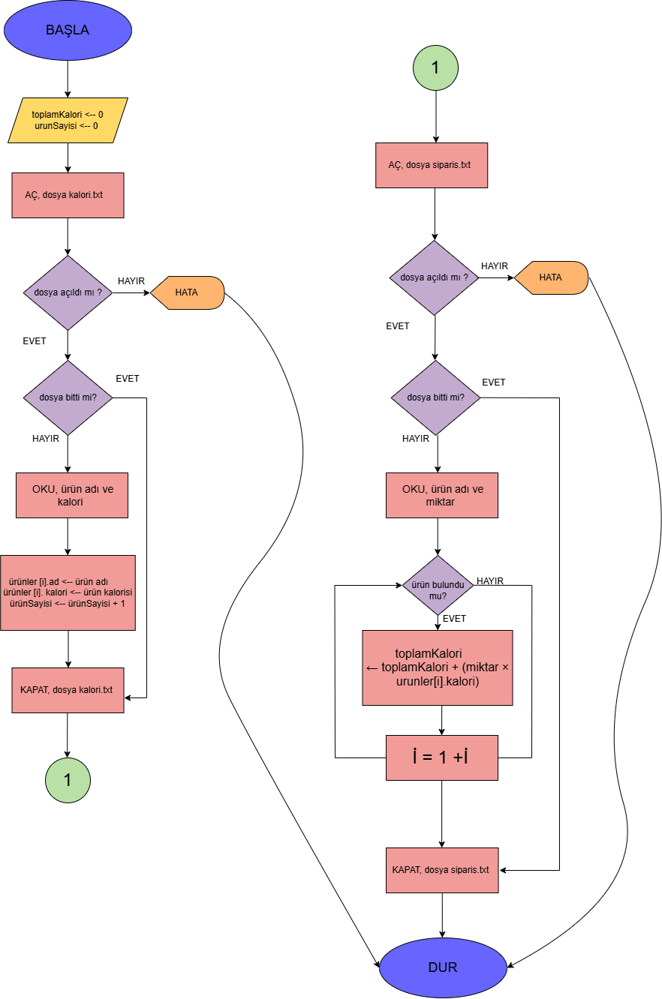 BAŞLA
toplamKalori <-- 0
urunSayisi <-- 0
AÇ, dosya kalori.txt
dosya açıldı mı ?
HAYIR
HATA
EVET
dosya bitti mi?
EVET
HAYIR
OKU, ürün adı ve
kalori
ürünler [i].ad <-- ürün adı
ürünler [i]. kalori <-- ürün kalorisi
ürünSayisi <-- ürünSayisi + 1
KAPAT, dosya kalori.txt
1
1
AÇ, dosya siparis.txt
dosya açıldı mı ?
HAYIR
HATA
EVET
dosya bitti mi?
EVET
HAYIR
OKU, ürün adı ve
miktar
ürün bulundu
mu?
HAYIR
EVET
toplamKalori
← toplamKalori + (miktar ×
urunler[i].kalori)
İ = 1 +İ
KAPAT, dosya siparis.txt
DUR